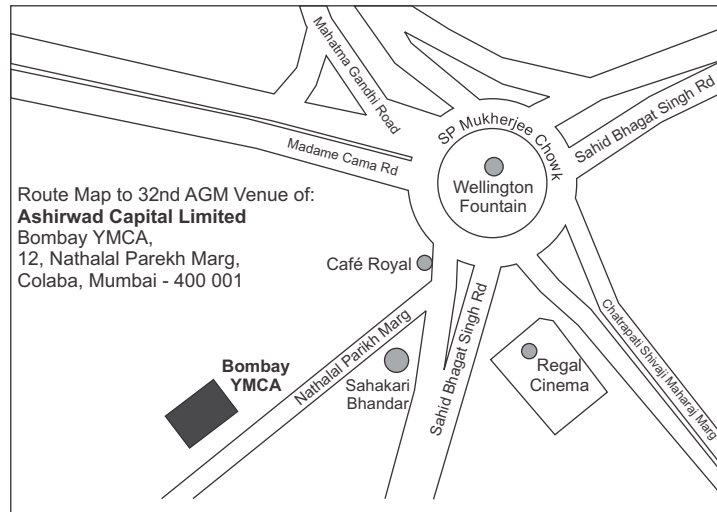 Mahatma Gandhi Road
SP Mukherjee Chowk
Sahid Bhagat Singh Rd
Madame Cama Rd
Wellington
Fountain
Route Map to 32nd AGM Venue of:
Ashirwad Capital Limited
Bombay YMCA,
12, Nathalal Parekh Marg,
Colaba, Mumbai - 400 001
Café Royal
Nathalal Parikh Marg
Sahid Bhagat Singh Rd
Chatrapati Shivaji Maharaj Marg
Bombay
YMCA
Sahakari
Bhandar
Regal
Cinema